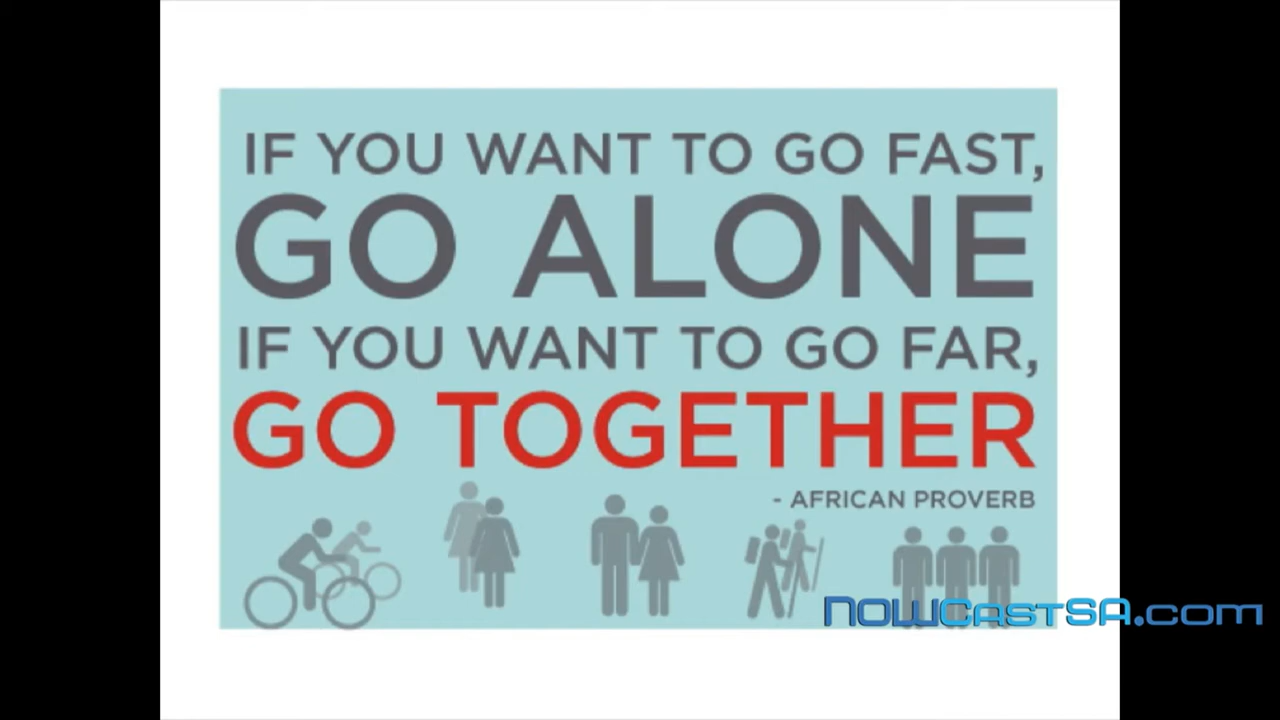 IF YOU WANT TO GO FAST,
GO ALONE
IF YOU WANT TO GO FAR,
GO TOGETHER
- AFRICAN PROVERB
NOWCastSA.com